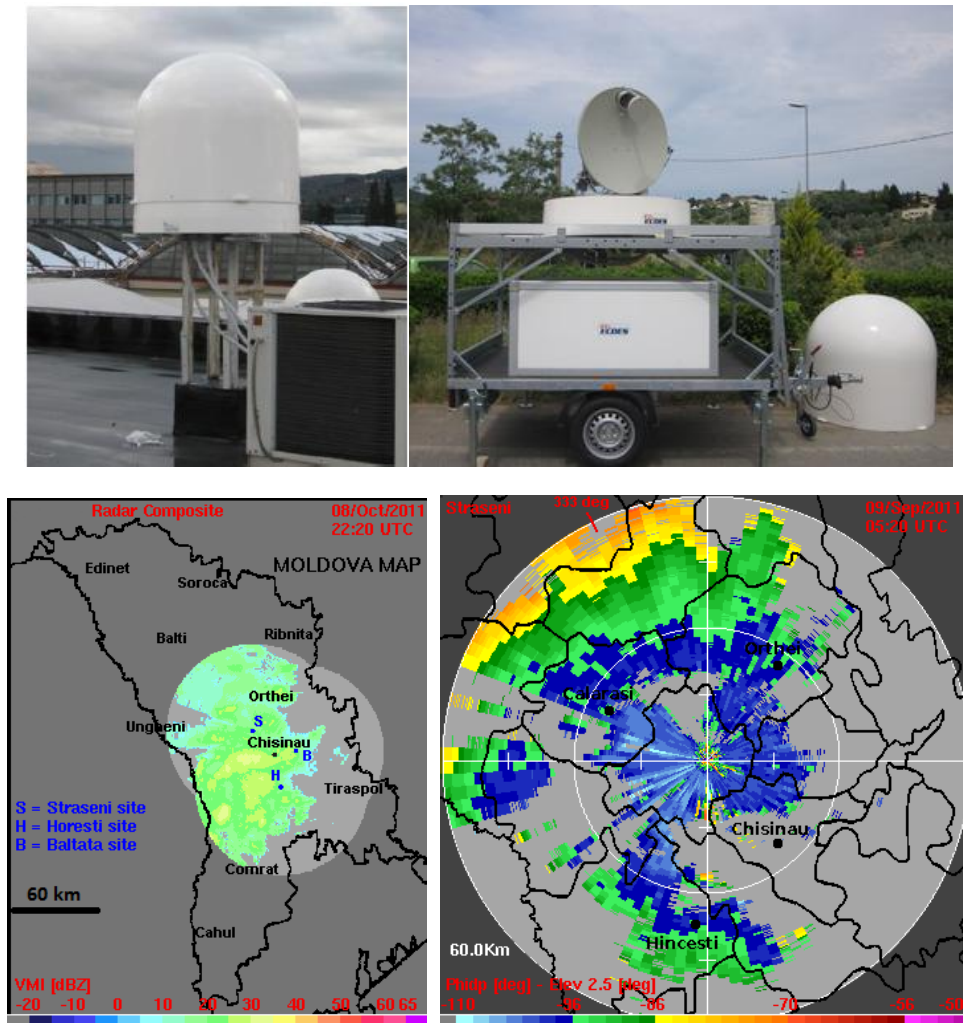 ELDES
ELDES
Radar Composite
08/Oct/2011
22:20 UTC
MOLDOVA MAP
Edinet
Soroca
Balti
Ribnita
Orthei
Ungheni
S
Chisinau
B
H
Tiraspol
S = Straseni site
H = Horesti site
B = Baltata site
Comrat
60 km
Cahul
VMI [dBZ]
-20 -10 0 10 20 30 40 60 65
Straseni
333 deg
09/Sep/2011
05:20 UTC
Orthei
Calarasi
Chisinau
Hincesti
60.0Km
Phidp [deg] - Elev 2.5 [deg]
-110 -96 -86 -70 -56 -50